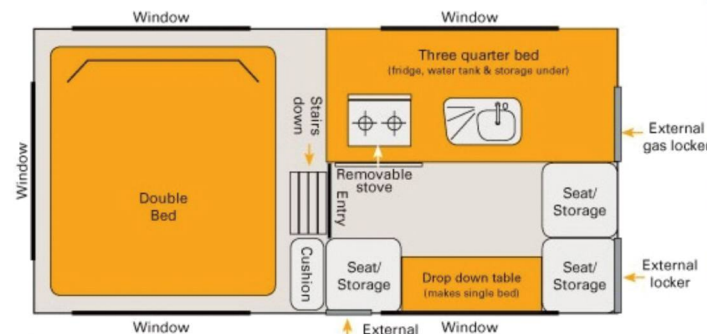 Window
Window
Three quarter bed
(fridge, water tank & storage under)
Stairs
down
External
gas locker
Window
Removable
stove
Entry
Seat/
Storage
Double
Bed
Cushion
Seat/
Storage
Drop down table
(makes single bed)
Seat/
Storage
External
locker
Window
External
Window